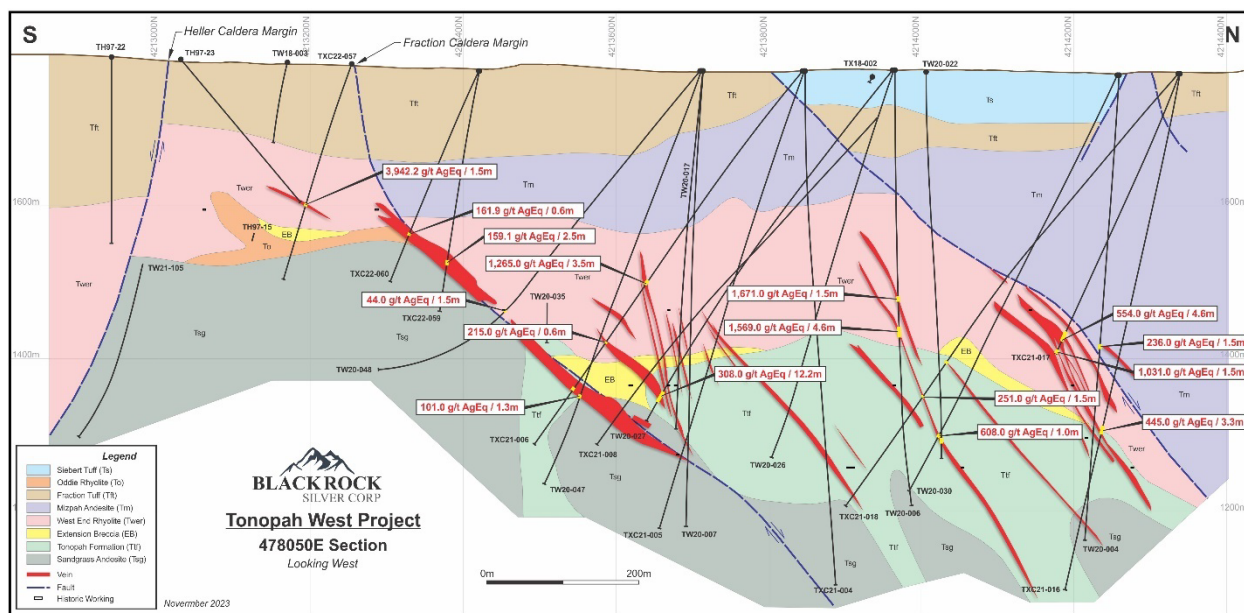 S
N
4213000N
4213200N
4213400N
4213600N
4213800N
4214000N
4214200N
4214400N
TH97-22
Heller Caldera Margin
TH97-23
TW18-003
TXC22-057
Fraction Caldera Margin
TX18-002
TW20-022
Tft
Tft
Tft
Ts
Tft
Tft
Tm
Tm
Tm
Tm
TW20-017
1600m
1600m
3,942.2 g/t AgEq / 1.5m
Twer
161.9 g/t AgEq / 0.6m
159.1 g/t AgEq / 2.5m
1,265.0 g/t AgEq / 3.5m
44.0 g/t AgEq / 1.5m
215.0 g/t AgEq / 0.6m
101.0 g/t AgEq / 1.3m
308.0 g/t AgEq / 12.2m
1,671.0 g/t AgEq / 1.5m
1,569.0 g/t AgEq / 4.6m
554.0 g/t AgEq / 4.6m
236.0 g/t AgEq / 1.5m
1,031.0 g/t AgEq / 1.5m
251.0 g/t AgEq / 1.5m
445.0 g/t AgEq / 3.3m
608.0 g/t AgEq / 1.0m
TH97-15
EB
To
TW21-105
Twer
TXC22-060
TXC22-059
Twer
Twer
TW20-035
Tsg
Tsg
1400m
1400m
TW20-048
EB
EB
TXC21-017
Ttf
Ttf
TXC21-006
TXC21-008
TW20-027
TW20-026
TW20-047
Tsg
TXC21-005
TW20-007
TXC21-018
TW20-006
TW20-030
Ttf
Twer
1200m
Tsg
TXC21-004
Ttf
Tsg
TW20-004
TXC21-016
Legend
Siebert Tuff (Ts)
Oddie Rhyolite (To)
Fraction Tuff (Tft)
Mizpah Andesite (Tm)
West End Rhyolite (Twer)
Extension Breccia (EB)
Tonopah Formation (Ttf)
Sandgrass Andesite (Tsg)
Vein
Fault
Historic Working
BLACKROCK
SILVER CORP
Tonopah West Project
478050E Section
Looking West
0m
200m
Novermber 2023